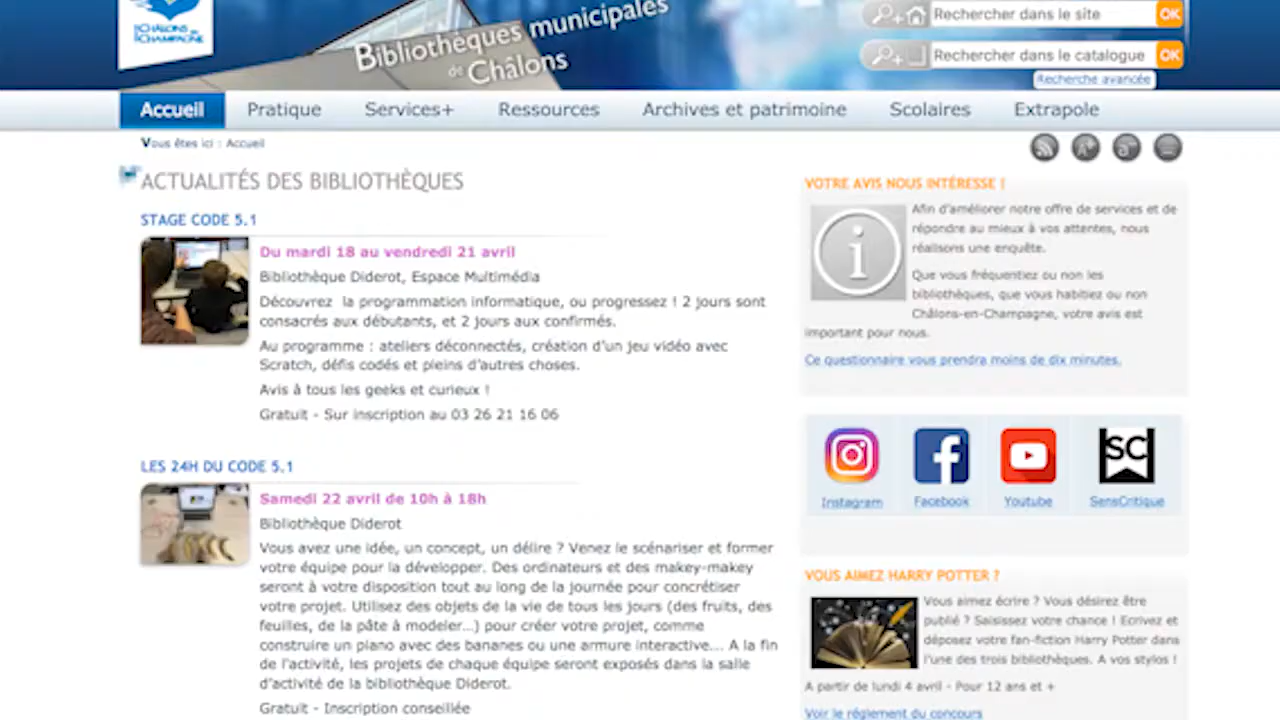 CHÂLONS EN
CHAMPAGNE
Bibliothèques municipales
de Châlons
Rechercher dans le site
OK
Rechercher dans le catalogue
OK
Recherche avancée
Accueil
Pratique
Services+
Ressources
Archives et patrimoine
Scolaires
Extrapole
Vous êtes ici : Accueil
ACTUALITÉS DES BIBLIOTHÈQUES
STAGE CODE 5.1
Du mardi 18 au vendredi 21 avril
Bibliothèque Diderot, Espace Multimédia
Découvrez la programmation informatique, ou progressez ! 2 jours sont
consacrés aux débutants, et 2 jours aux confirmés.
Au programme : ateliers déconnectés, création d'un jeu vidéo avec
Scratch, défis codés et pleins d'autres choses.
Avis à tous les geeks et curieux !
Gratuit - Sur inscription au 03 26 21 16 06
LES 24H DU CODE 5.1
Samedi 22 avril de 10h à 18h
Bibliothèque Diderot
Vous avez une idée, un concept, un délire ? Venez le scénariser et former
votre équipe pour la développer. Des ordinateurs et des makey-makey
seront à votre disposition tout au long de la journée pour concrétiser
votre projet. Utilisez des objets de la vie de tous les jours (des fruits, des
feuilles, de la pâte à modeler...) pour créer votre projet, comme
construire un piano avec des bananes ou une armure interactive... A la fin
de l'activité, les projets de chaque équipe seront exposés dans la salle
d'activité de la bibliothèque Diderot.
Gratuit - Inscription conseillée
VOTRE AVIS NOUS INTÉRESSE !
Afin d'améliorer notre offre de services et de
répondre au mieux à vos attentes, nous
réalisons une enquête.
Que vous fréquentiez ou non les
bibliothèques, que vous habitiez ou non
Châlons-en-Champagne, votre avis est
important pour nous.
Ce questionnaire vous prendra moins de dix minutes.
Instagram
Facebook
Youtube
SC
SensCritique
VOUS AIMEZ HARRY POTTER ?
Vous aimez écrire ? Vous désirez être
publié ? Saisissez votre chance ! Ecrivez et
déposez votre fan-fiction Harry Potter dans
l'une des trois bibliothèques. A vos stylos !
A partir de lundi 4 avril - Pour 12 ans et +
Voir le réglement du concours